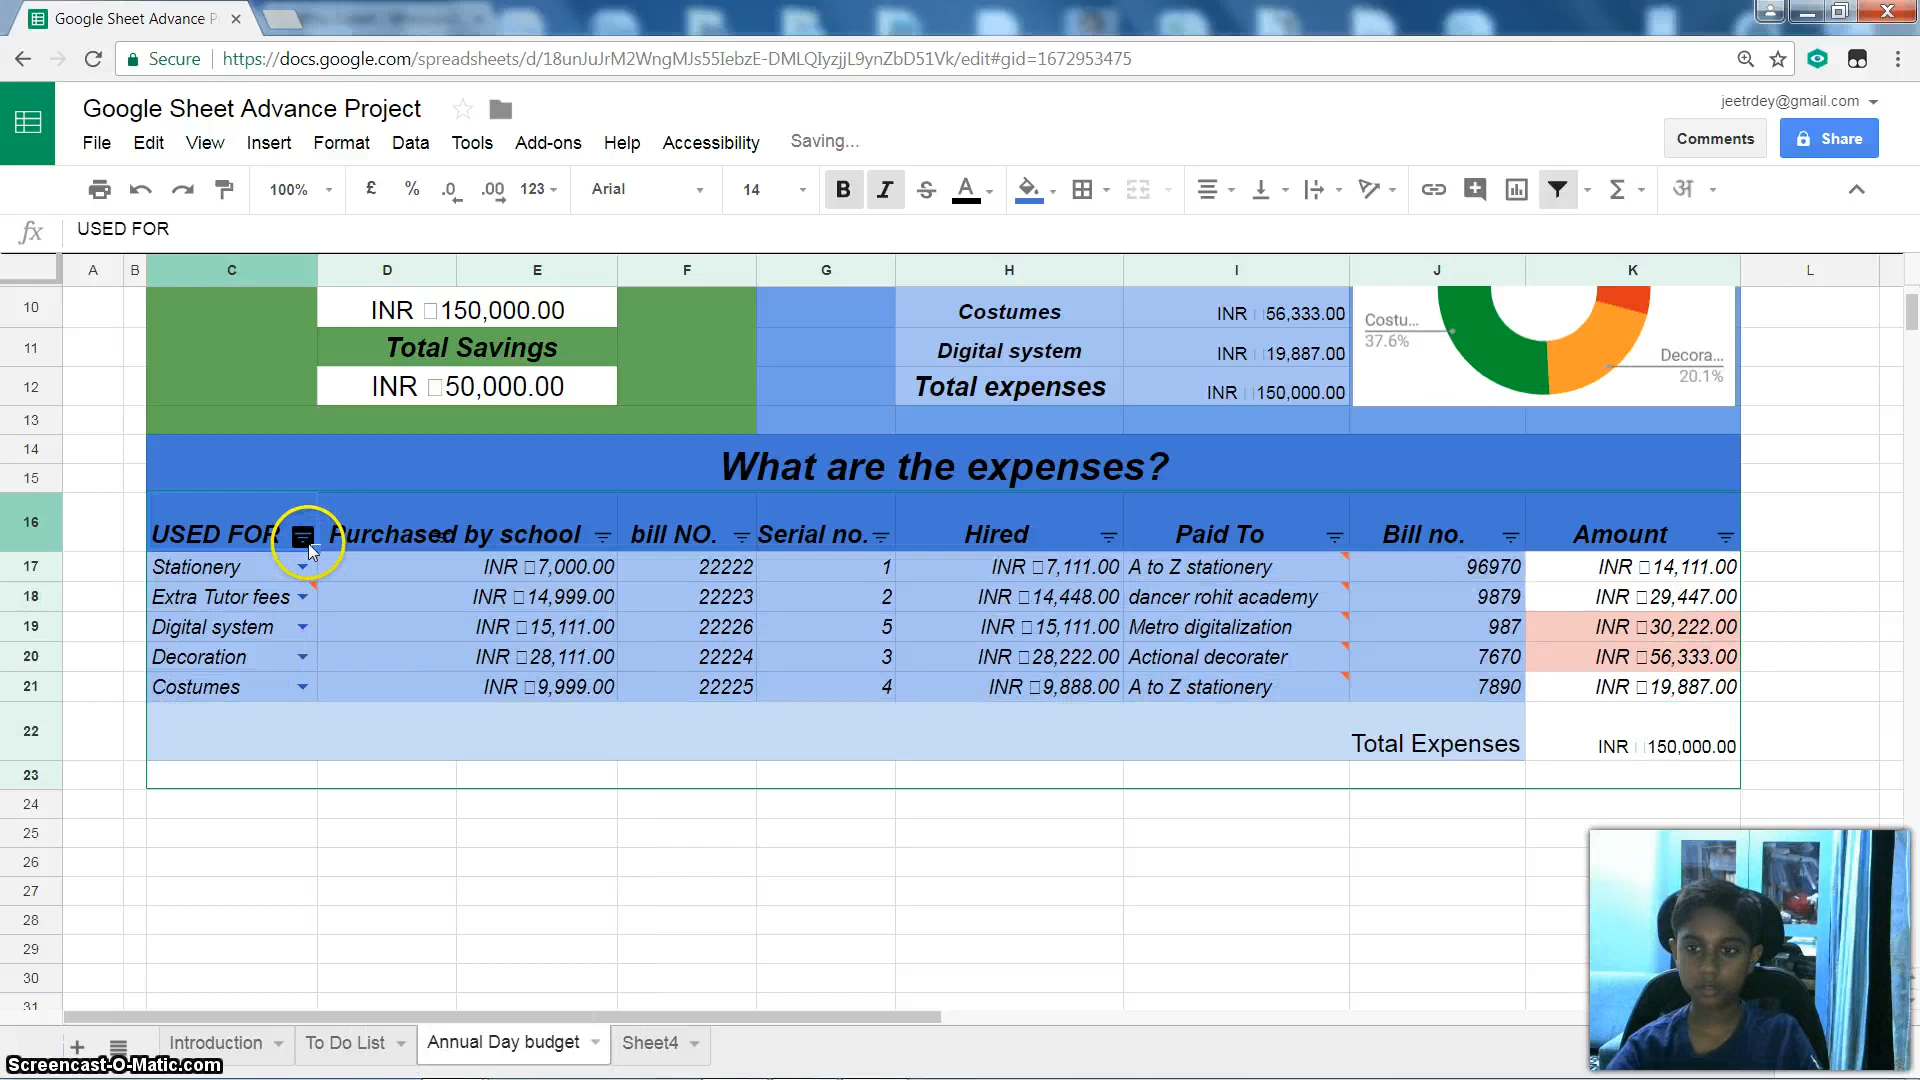 Google Sheet Advance P
Secure https://docs.google.com/spreadsheets/d/18unJuJrM2WngMJs55IebzE-DMLQIyzjjL9ynZbD51Vk/edit#gid=1672953475
Google Sheet Advance Project
jeetrdey@gmail.com
File Edit View Insert Format Data Tools Add-ons Help Accessibility Saving...
Comments Share
100% £ % .0 .00 123 Arial 14 B I S A Σ अ
fx USED FOR
A B C D E F G H I J K L
10 INR 150,000.00 Costumes INR 56,333.00 Costu...
37.6%
11 Total Savings Digital system INR 19,887.00 Decora...
20.1%
12 INR 50,000.00 Total expenses INR 150,000.00
13
14
What are the expenses?
15
16 USED FOR Purchased by school bill NO. Serial no. Hired Paid To Bill no. Amount
17 Stationery INR 7,000.00 22222 1 INR 7,111.00 A to Z stationery 96970 INR 14,111.00
18 Extra Tutor fees INR 14,999.00 22223 2 INR 14,448.00 dancer rohit academy 9879 INR 29,447.00
19 Digital system INR 15,111.00 22226 5 INR 15,111.00 Metro digitalization 987 INR 30,222.00
20 Decoration INR 28,111.00 22224 3 INR 28,222.00 Actional decorater 7670 INR 56,333.00
21 Costumes INR 9,999.00 22225 4 INR 9,888.00 A to Z stationery 7890 INR 19,887.00
22 Total Expenses INR 150,000.00
23
24
25
26
27
28
29
30
31
Introduction To Do List Annual Day budget Sheet4
Screencast-O-Matic.com